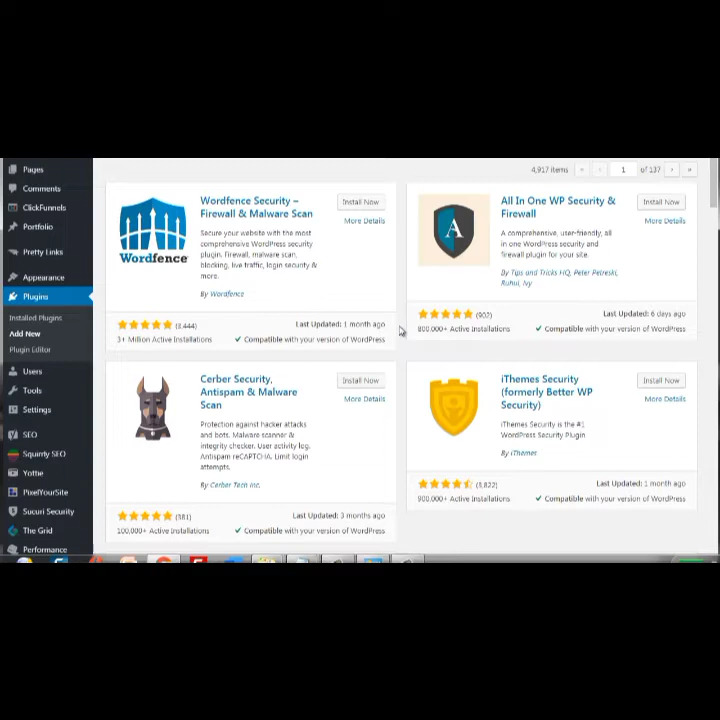 Pages
Comments
ClickFunnels
Portfolio
Pretty Links
Appearance
Plugins
Installed Plugins
Add New
Plugin Editor
Users
Tools
Settings
SEO
Squirrly SEO
Yottie
PixelYourSite
Sucuri Security
The Grid
Performance
4,917 items « ‹ 1 of 137 › »
Wordfence
Wordfence Security –
Firewall & Malware Scan
Install Now
More Details
Secure your website with the most
comprehensive WordPress security
plugin. Firewall, malware scan,
blocking, live traffic, login security &
more.
By Wordfence
(3,444)
Last Updated: 1 month ago
3+ Million Active Installations
✓ Compatible with your version of WordPress
A
All In One WP Security &
Firewall
Install Now
More Details
A comprehensive, user-friendly, all
in one WordPress security and
firewall plugin for your site.
By Tips and Tricks HQ, Peter Petreski,
Ruhul, Ivy
(902)
Last Updated: 6 days ago
800,000+ Active Installations
✓ Compatible with your version of WordPress
Cerber Security,
Antispam & Malware
Scan
Install Now
More Details
Protection against hacker attacks
and bots. Malware scanner &
integrity checker. User activity log.
Antispam reCAPTCHA. Limit login
attempts.
By Cerber Tech Inc.
(381)
Last Updated: 3 months ago
100,000+ Active Installations
✓ Compatible with your version of WordPress
iThemes Security
(formerly Better WP
Security)
Install Now
More Details
iThemes Security is the #1
WordPress Security Plugin
By iThemes
(3,822)
Last Updated: 1 month ago
900,000+ Active Installations
✓ Compatible with your version of WordPress